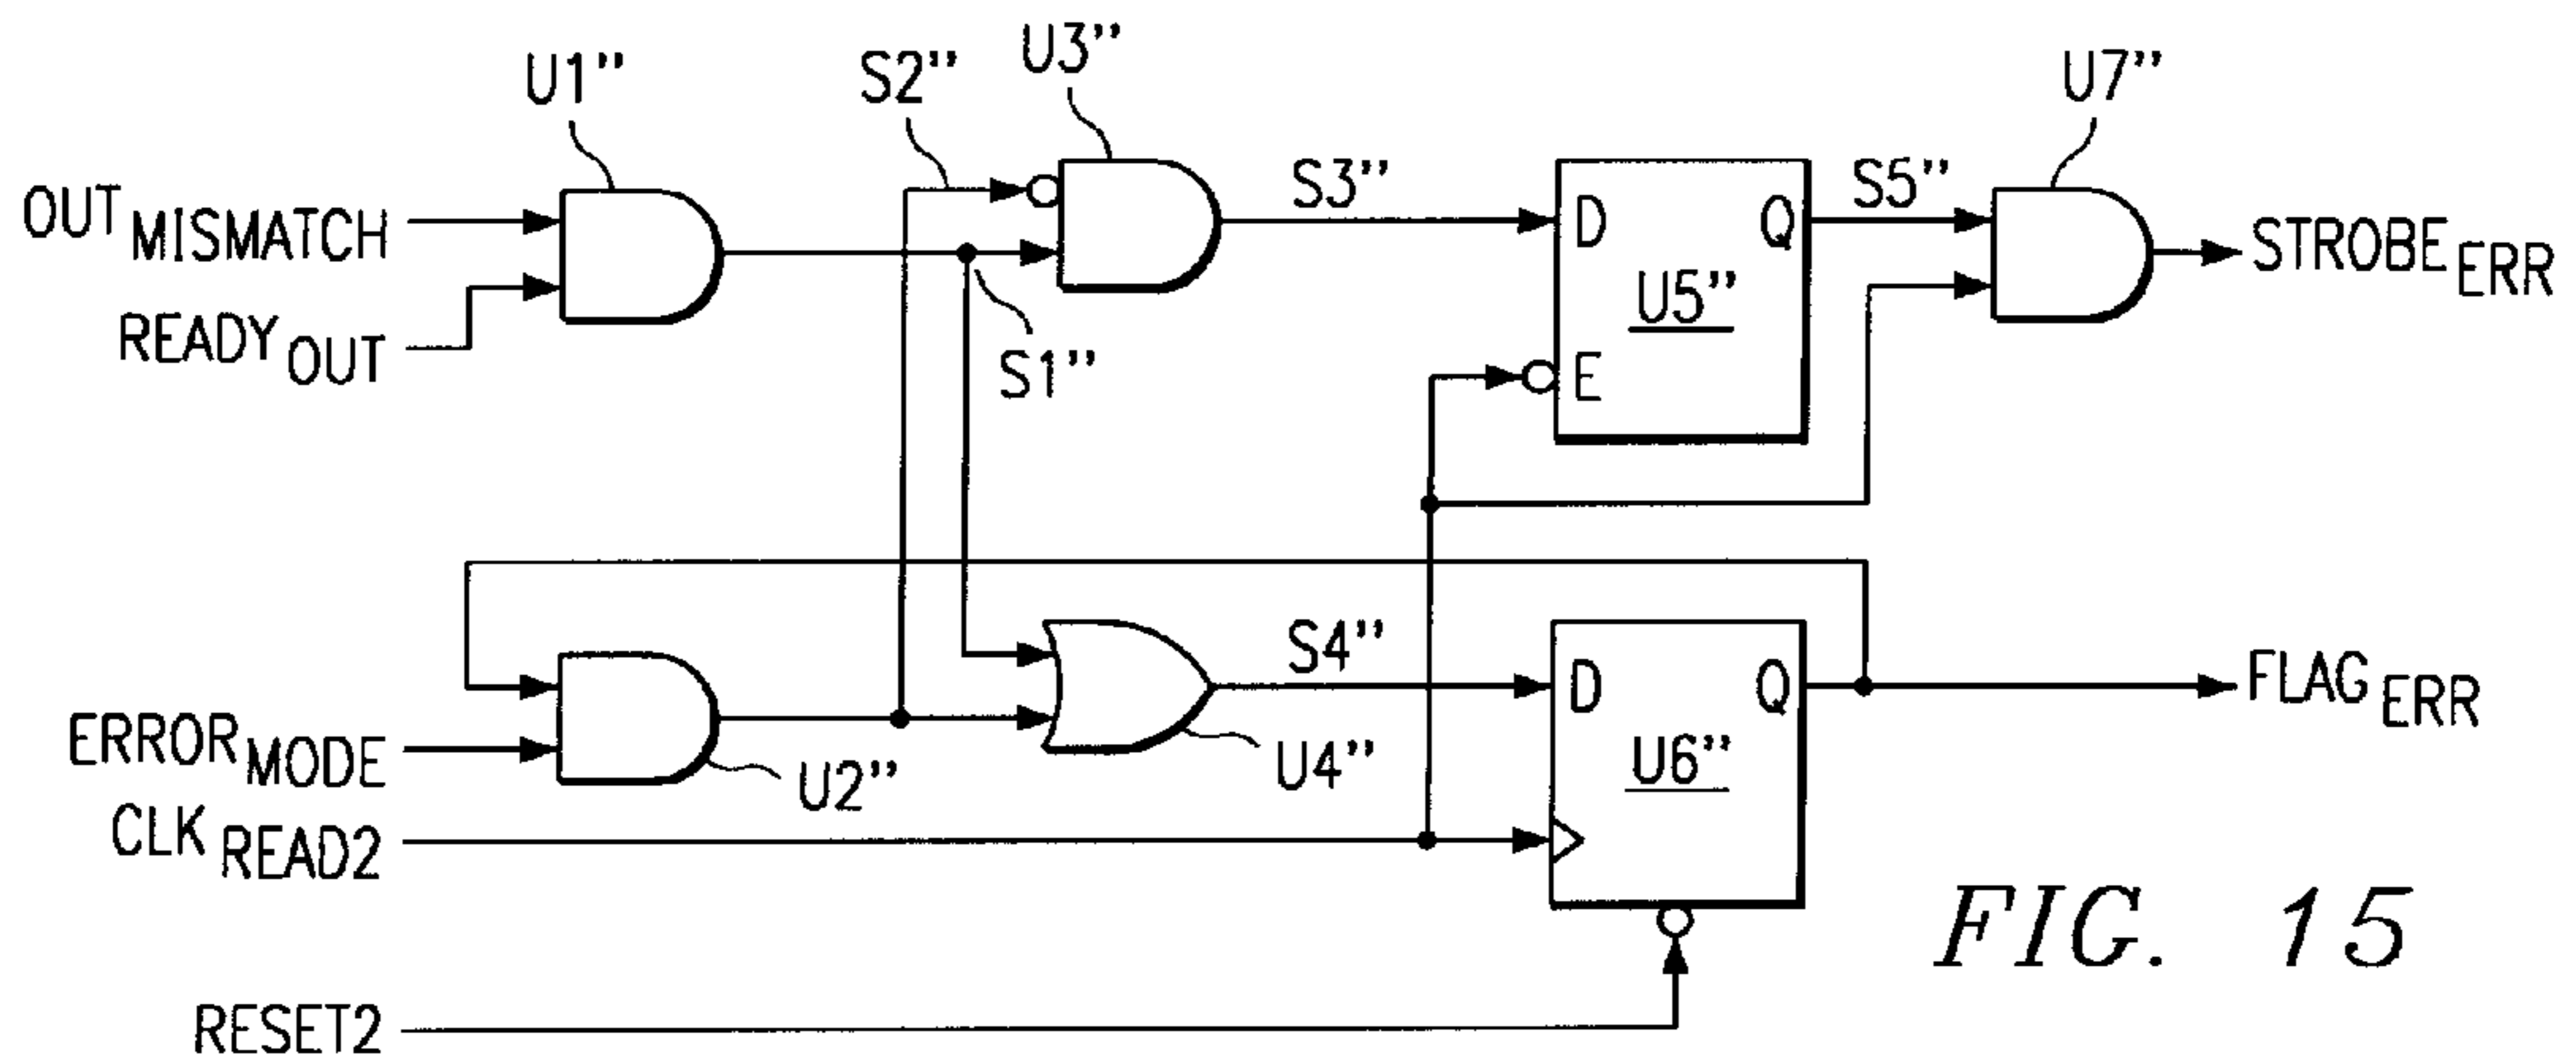 U1”
S2”
U3”
U7”
OUT MISMATCH
READY OUT
S1”
S3”
D
Q
U5”
E
S5”
STROBE ERR
ERROR MODE
U2”
S4”
U4”
D
Q
U6”
FLAG ERR
CLK READ2
RESET2
FIG. 15